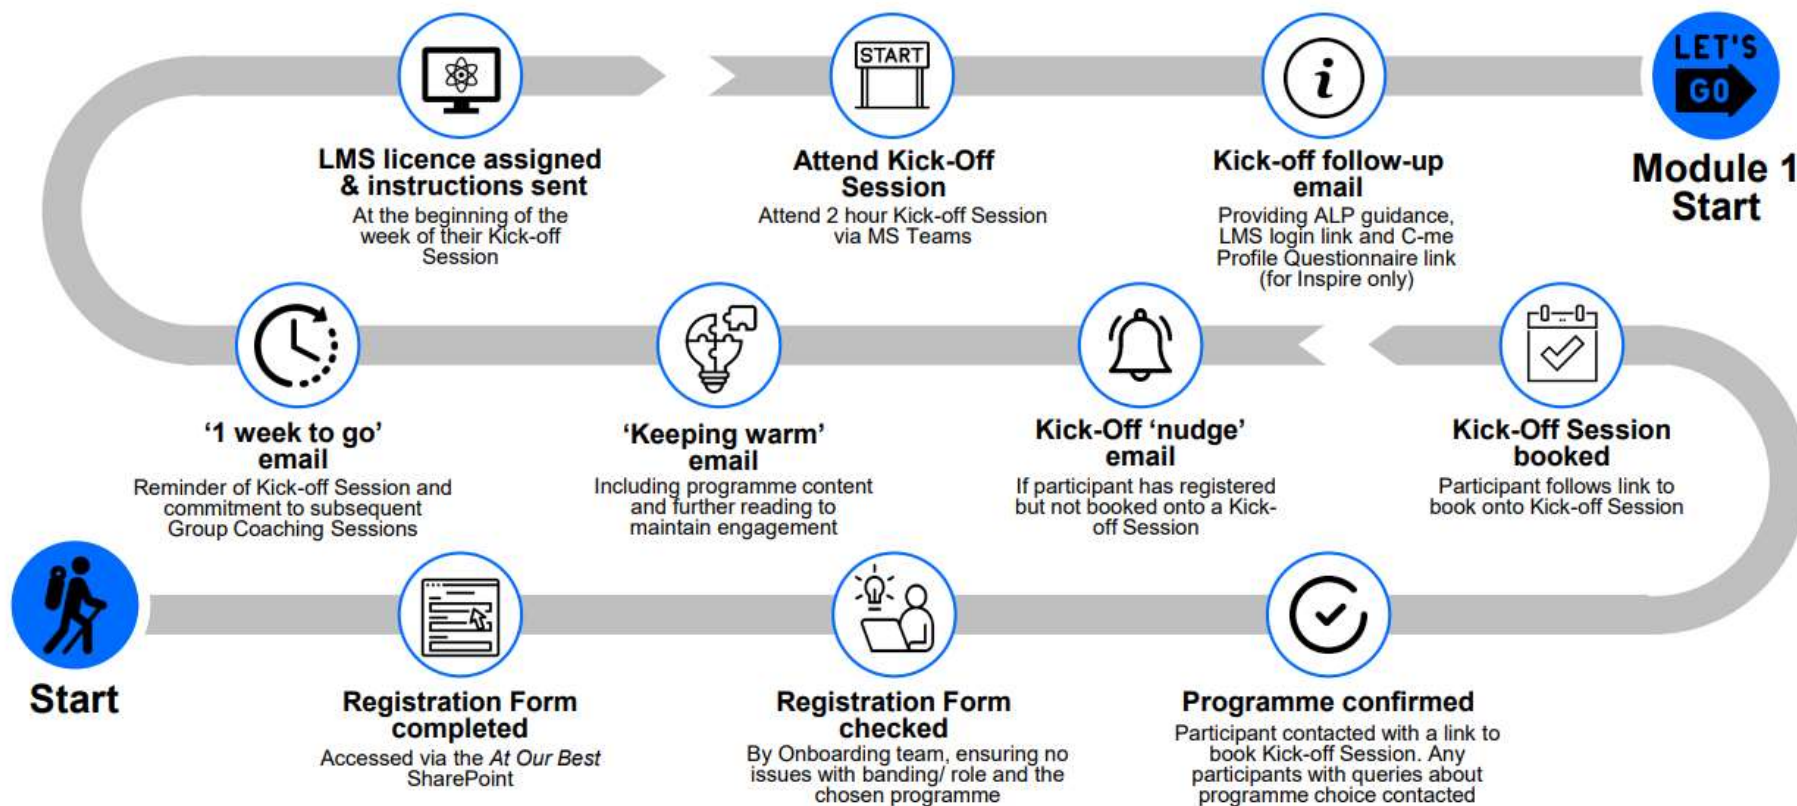 START
LET'S
GO
LMS licence assigned
& instructions sent
At the beginning of the
week of their Kick-off
Session
Attend Kick-Off
Session
Attend 2 hour Kick-off Session
via MS Teams
Kick-off follow-up
email
Providing ALP guidance,
LMS login link and C-me
Profile Questionnaire link
(for Inspire only)
Module 1
Start
‘1 week to go’
email
Reminder of Kick-off Session and
commitment to subsequent
Group Coaching Sessions
‘Keeping warm’
email
Including programme content
and further reading to
maintain engagement
Kick-Off ‘nudge’
email
If participant has registered
but not booked onto a Kick-
off Session
Kick-Off Session
booked
Participant follows link to
book onto Kick-off Session
Start
Registration Form
completed
Accessed via the At Our Best
SharePoint
Registration Form
checked
By Onboarding team, ensuring no
issues with banding/ role and the
chosen programme
Programme confirmed
Participant contacted with a link to
book Kick-off Session. Any
participants with queries about
programme choice contacted